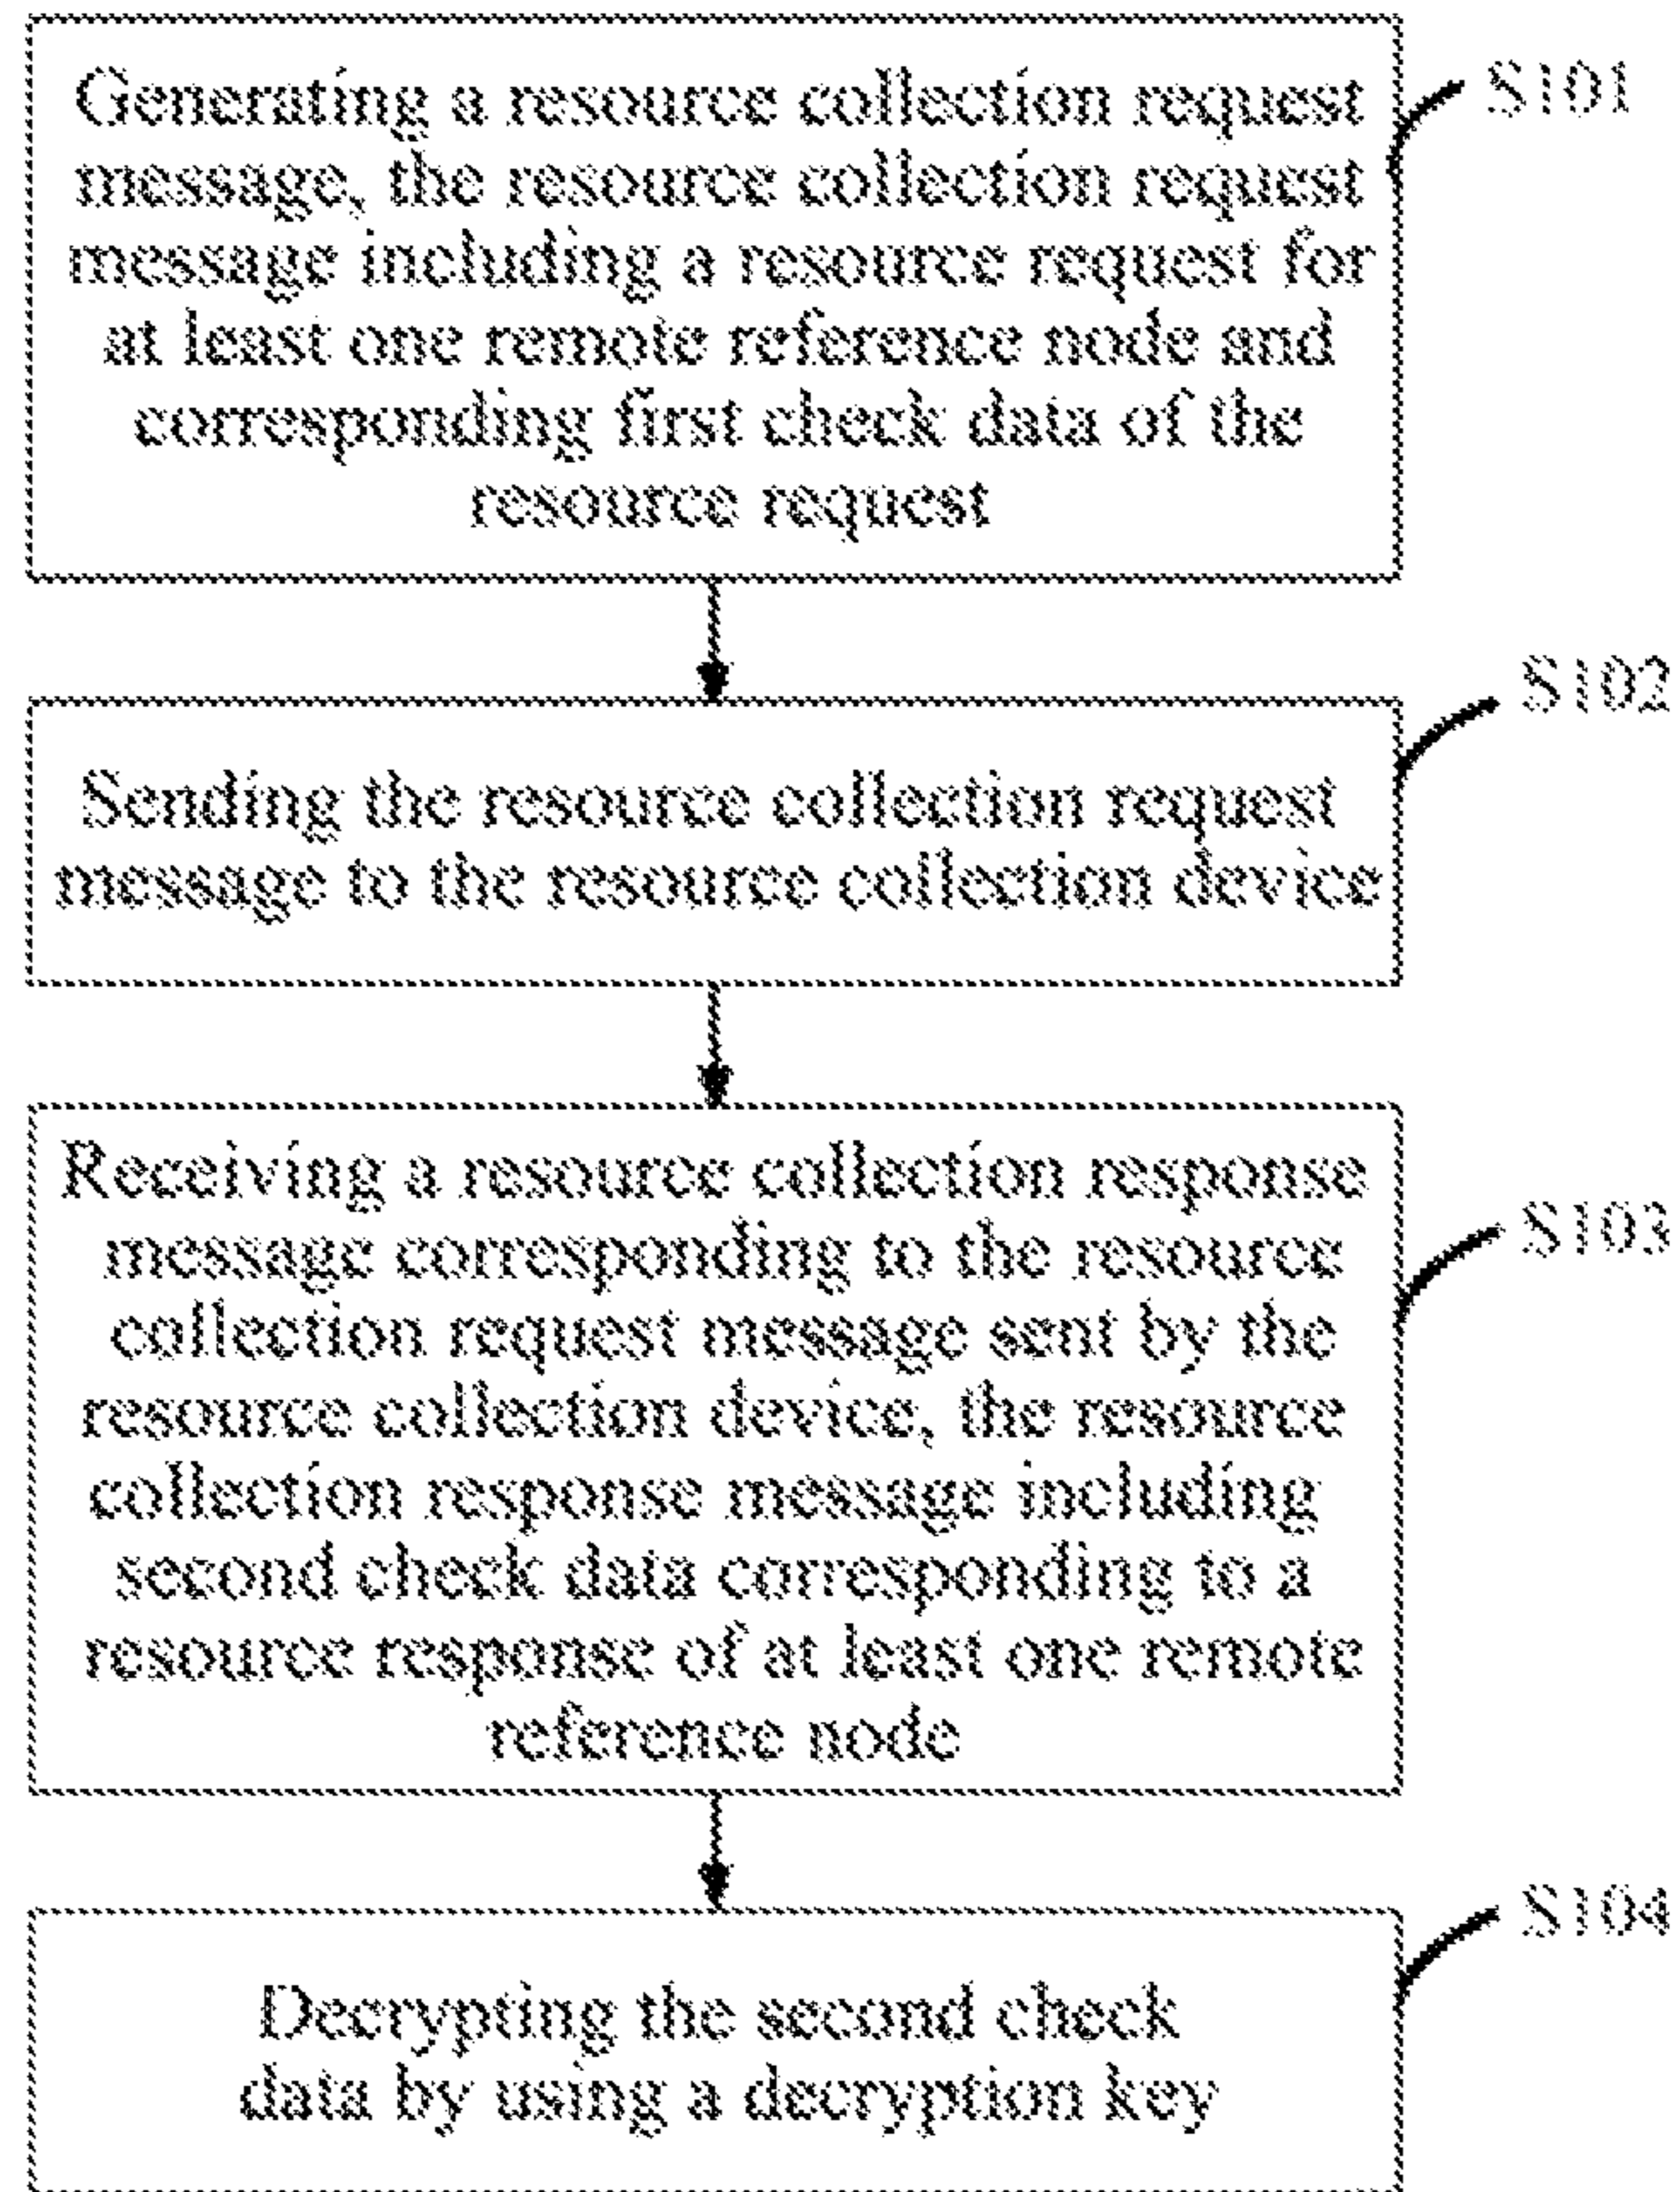 Generating a resource collection request
message, the resource collection request
message including a resource request for
at least one remote reference node and
corresponding first check data of the
resource request
S101
Sending the resource collection request
message to the resource collection device
S102
Receiving a resource collection response
message corresponding to the resource
collection request message sent by the
resource collection device, the resource
collection response message including
second check data corresponding to a
resource response of at least one remote
reference node
S103
Decrypting the second check
data by using a decryption key
S104